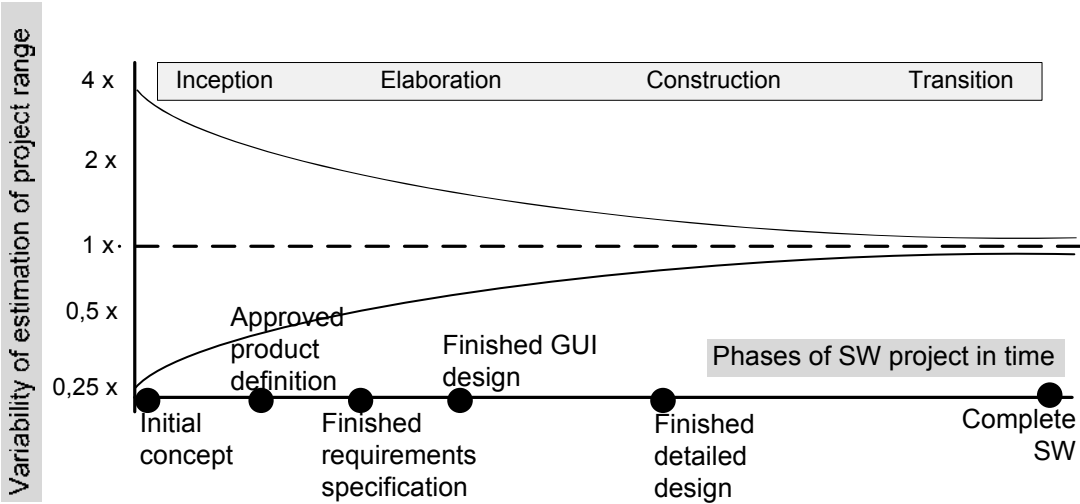 Variability of estimation of project range
Inception Elaboration Construction Transition
4 x
2 x
1 x
0,5 x
0,25 x
Approved
product
definition
Finished GUI
design
Phases of SW project in time
Initial
concept
Finished
requirements
specification
Finished
detailed
design
Complete
SW